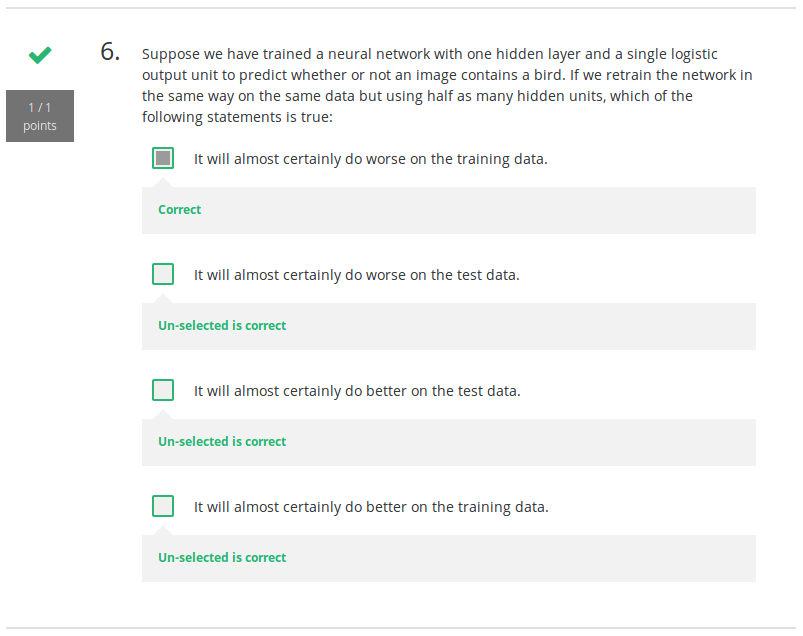 6.
1 / 1
points
Suppose we have trained a neural network with one hidden layer and a single logistic
output unit to predict whether or not an image contains a bird. If we retrain the network in
the same way on the same data but using half as many hidden units, which of the
following statements is true:
It will almost certainly do worse on the training data.
Correct
It will almost certainly do worse on the test data.
Un-selected is correct
It will almost certainly do better on the test data.
Un-selected is correct
It will almost certainly do better on the training data.
Un-selected is correct